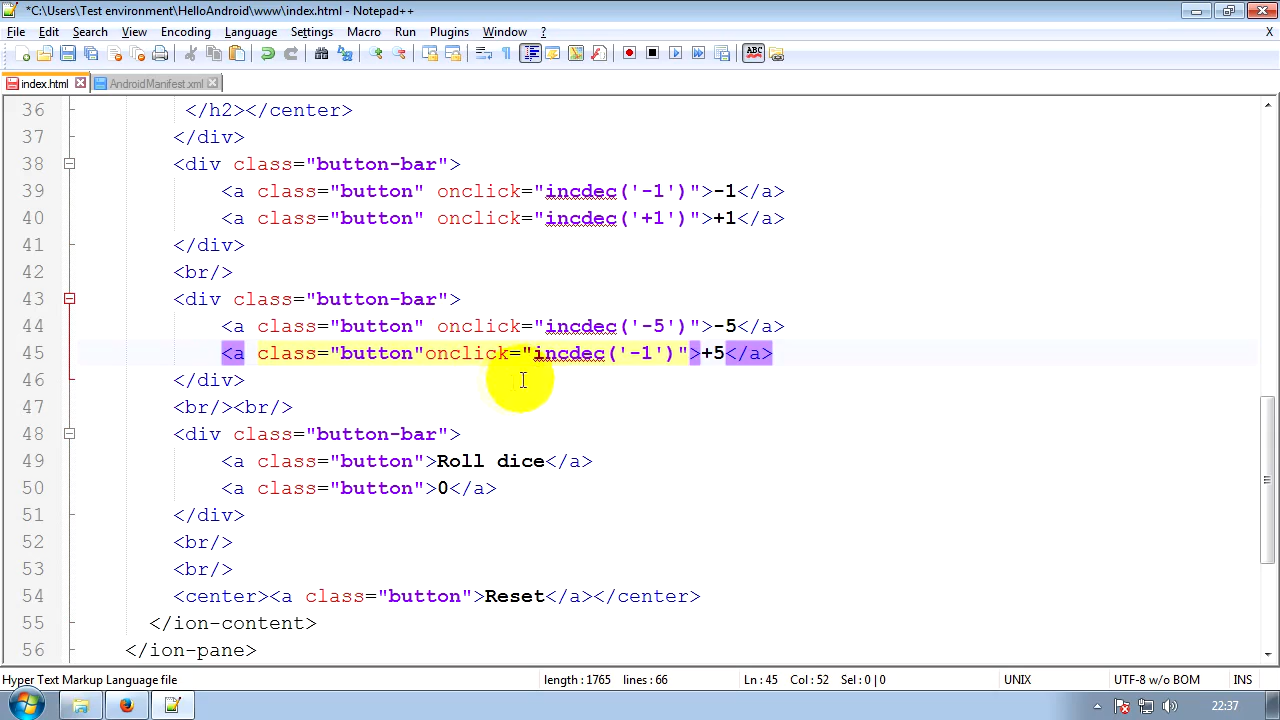 *C:\Users\Test environment\HelloAndroid\www\index.html - Notepad++
File Edit Search View Encoding Language Settings Macro Run Plugins Window ? X
ABC
index.html AndroidManifest.xml
36 </h2></center>
37 </div>
38 <div class="button-bar">
39 <a class="button" onclick="incdec('-1')">-1</a>
40 <a class="button" onclick="incdec('+1')">+1</a>
41 </div>
42 <br/>
43 <div class="button-bar">
44 <a class="button" onclick="incdec('-5')">-5</a>
45 <a class="button"onclick="incdec('-1')">+5</a>
46 </div>
47 <br/><br/>
48 <div class="button-bar">
49 <a class="button">Roll dice</a>
50 <a class="button">0</a>
51 </div>
52 <br/>
53 <br/>
54 <center><a class="button">Reset</a></center>
55 </ion-content>
56 </ion-pane>
Hyper Text Markup Language file length : 1765 lines : 66 Ln : 45 Col : 52 Sel : 0 | 0 UNIX UTF-8 w/o BOM INS
22:37